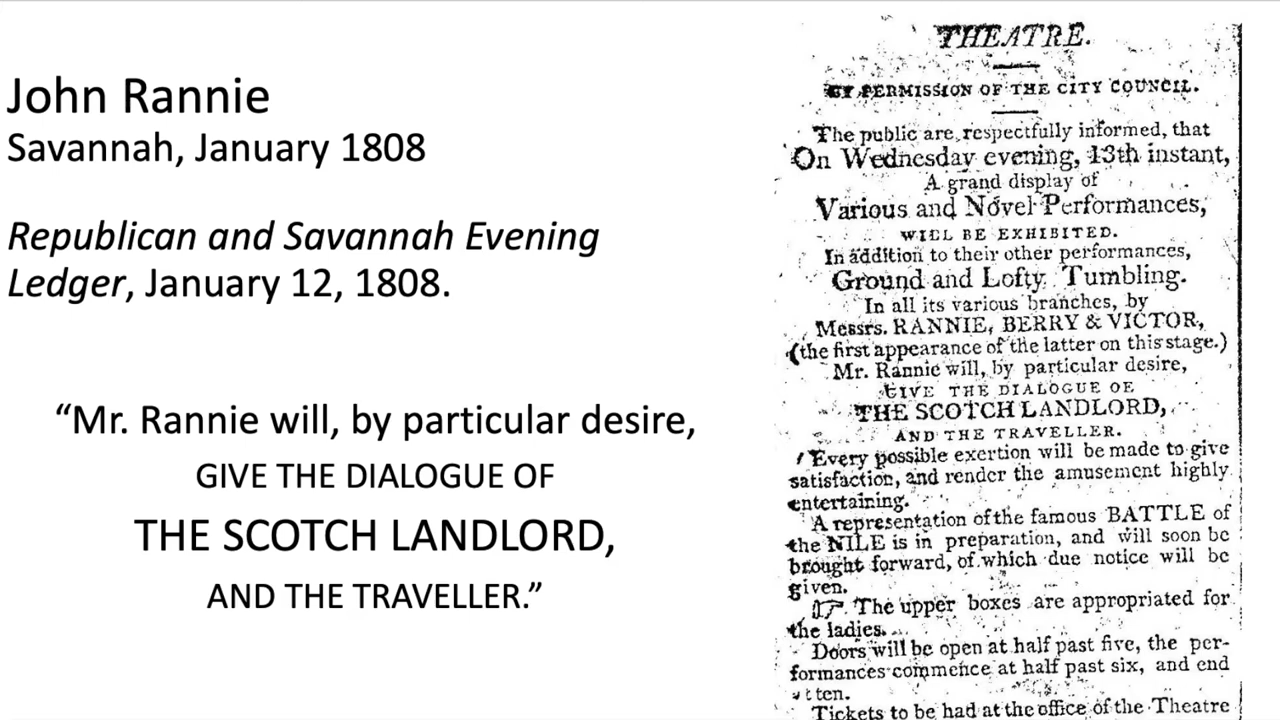 John Rannie
Savannah, January 1808
Republican and Savannah Evening
Ledger, January 12, 1808.
“Mr. Rannie will, by particular desire,
GIVE THE DIALOGUE OF
THE SCOTCH LANDLORD,
AND THE TRAVELLER.”
THEATRE.
BY PERMISSION OF THE CITY COUNCIL.
The public are respectfully informed, that
On Wednesday evening, 13th instant,
A grand display of
Various and Novel Performances,
WILL BE EXHIBITED.
In addition to their other performances,
Ground and Lofty Tumbling.
In all its various branches, by
Messrs. RANNIE, BERRY & VICTOR,
(the first appearance of the latter on this stage.)
Mr. Rannie will, by particular desire,
GIVE THE DIALOGUE OF
THE SCOTCH LANDLORD,
AND THE TRAVELLER.
Every possible exertion will be made to give
satisfaction, and render the amusement highly
entertaining.
A representation of the famous BATTLE of
the NILE is in preparation, and will soon be
brought forward, of which due notice will be
given.
☞ The upper boxes are appropriated for
the ladies.
Doors will be open at half past five, the per-
formances commence at half past six, and end
at ten.
Tickets to be had at the office of the Theatre